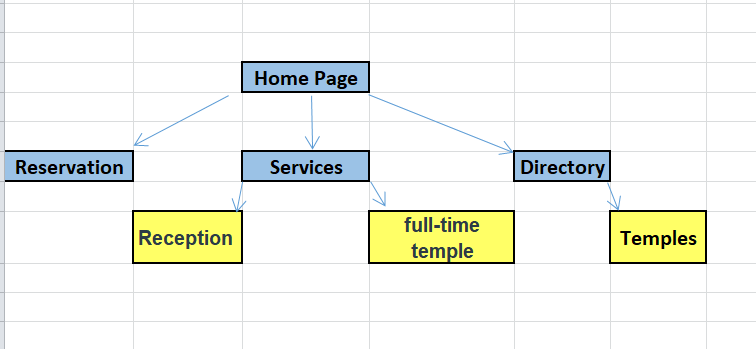 Home Page
Reservation
Services
Directory
Reception
full-time
temple
Temples